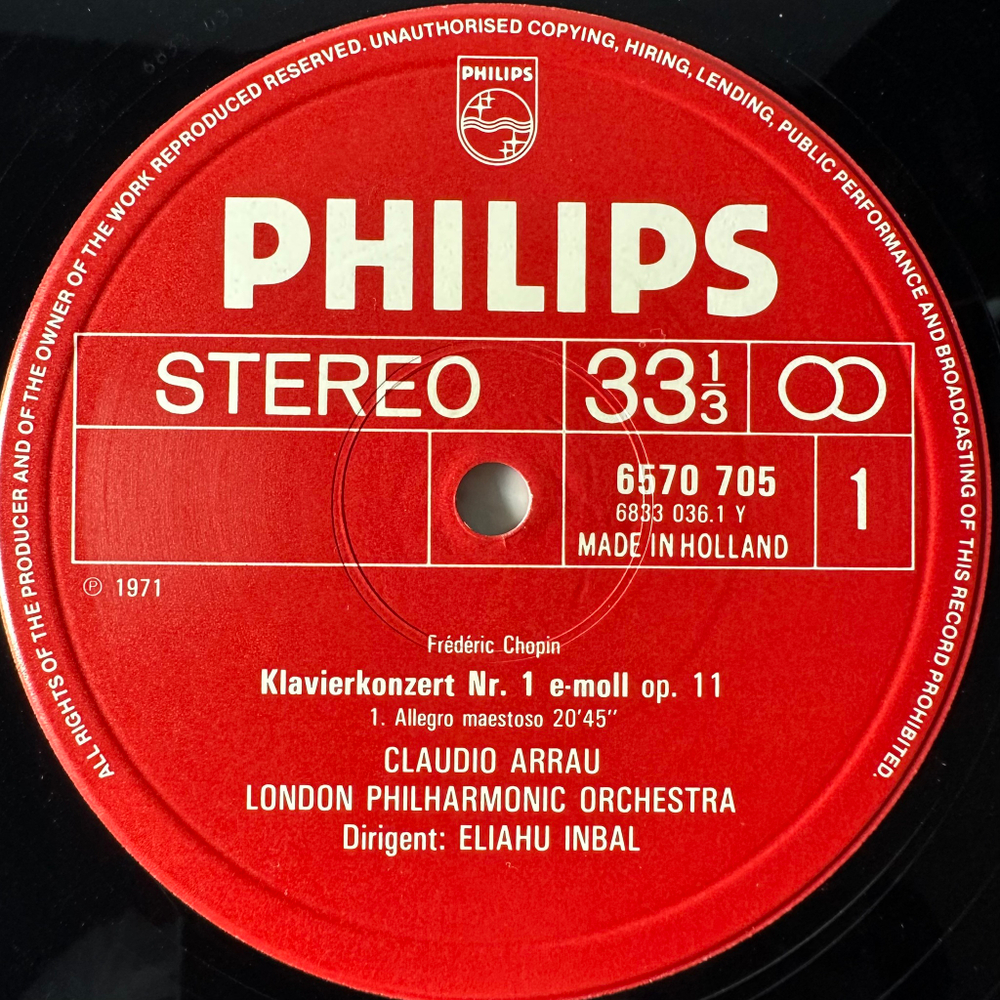 ALL RIGHTS OF THE PRODUCER AND OF THE OWNER OF THE WORK REPRODUCED RESERVED. UNAUTHORISED COPYING, HIRING, LENDING, PUBLIC PERFORMANCE AND BROADCASTING OF THIS RECORD PROHIBITED.
PHILIPS
PHILIPS
STEREO
33 1/3
6570 705
1
6833 036.1 Y
MADE IN HOLLAND
℗ 1971
Frédéric Chopin
Klavierkonzert Nr. 1 e-moll op. 11
1. Allegro maestoso 20'45''
CLAUDIO ARRAU
LONDON PHILHARMONIC ORCHESTRA
Dirigent: ELIAHU INBAL